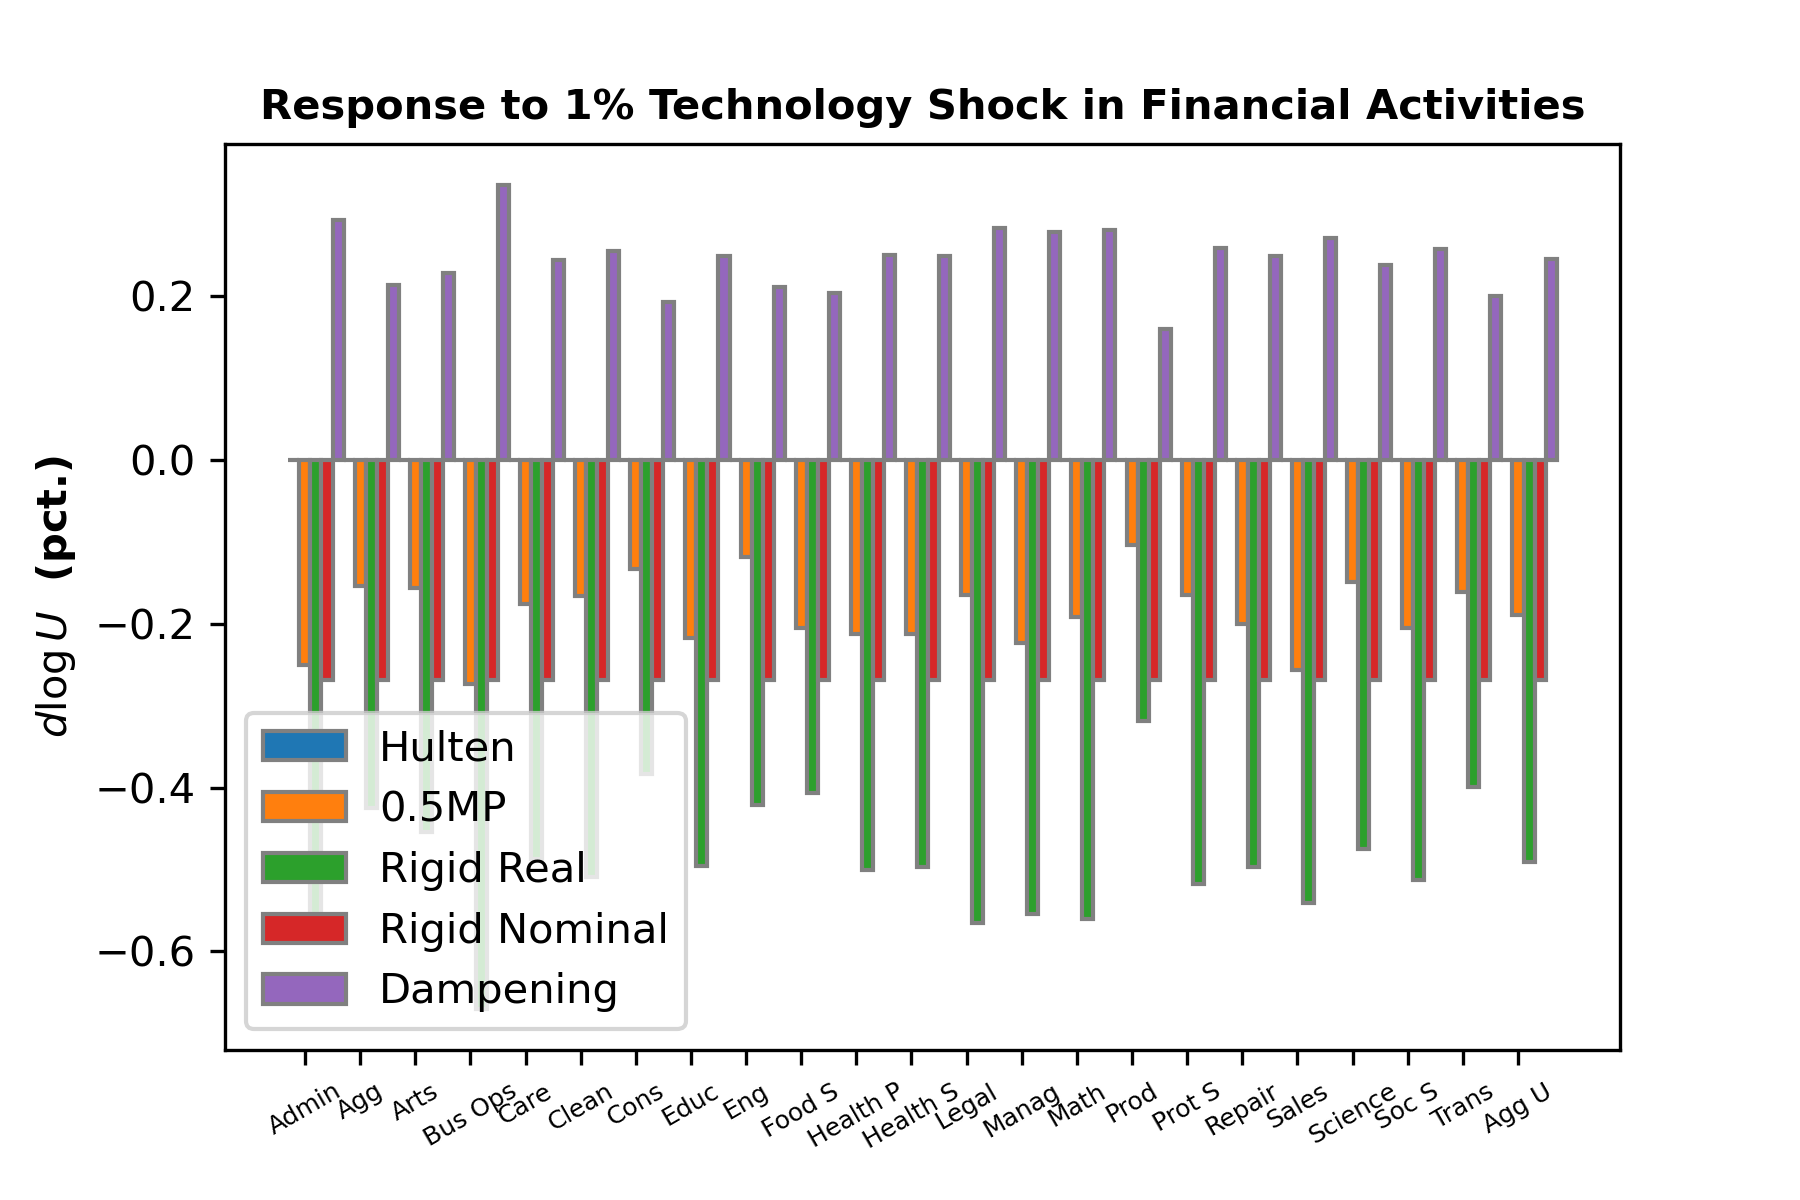 Response to 1% Technology Shock in Financial Activities
dlog U (pct.)
0.2
0.0
−0.2
−0.4
−0.6
Hulten
0.5MP
Rigid Real
Rigid Nominal
Dampening
Admin
Agg
Arts
Bus Ops
Care
Clean
Cons
Educ
Eng
Food S
Health P
Health S
Legal
Manag
Math
Prod
Prot S
Repair
Sales
Science
Soc S
Trans
Agg U